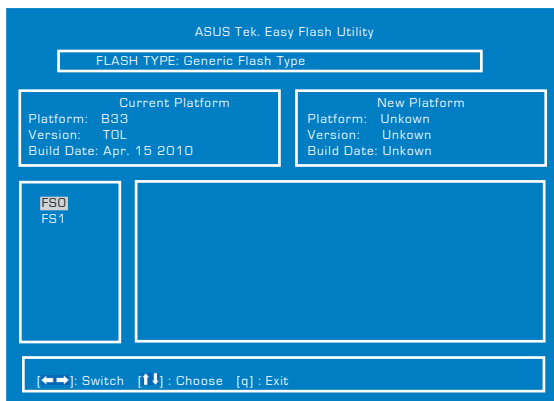 ASUS Tek. Easy Flash Utility
FLASH TYPE: Generic Flash Type
Current Platform
Platform: B33
Version: TOL
Build Date: Apr. 15 2010
New Platform
Platform: Unkown
Version: Unkown
Build Date: Unkown
FS0
FS1
[←→]: Switch [↑↓] : Choose [q] : Exit